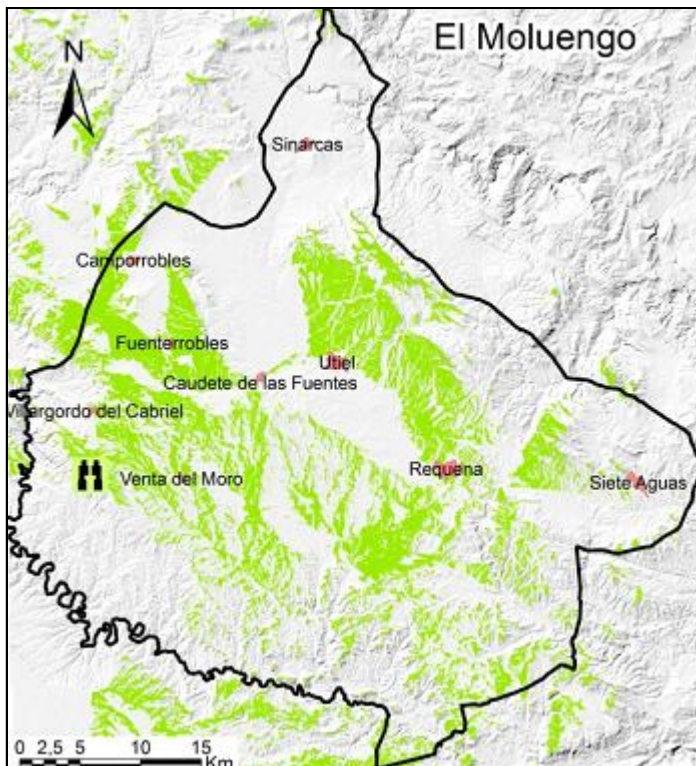 El Moluengo
N
Sinarcas
Camporrobles
Fuenterrobles
Utiel
Caudete de las Fuentes
Villargordo del Cabriel
Requena
Venta del Moro
Siete Aguas
0 2,5 5 10 15
Km